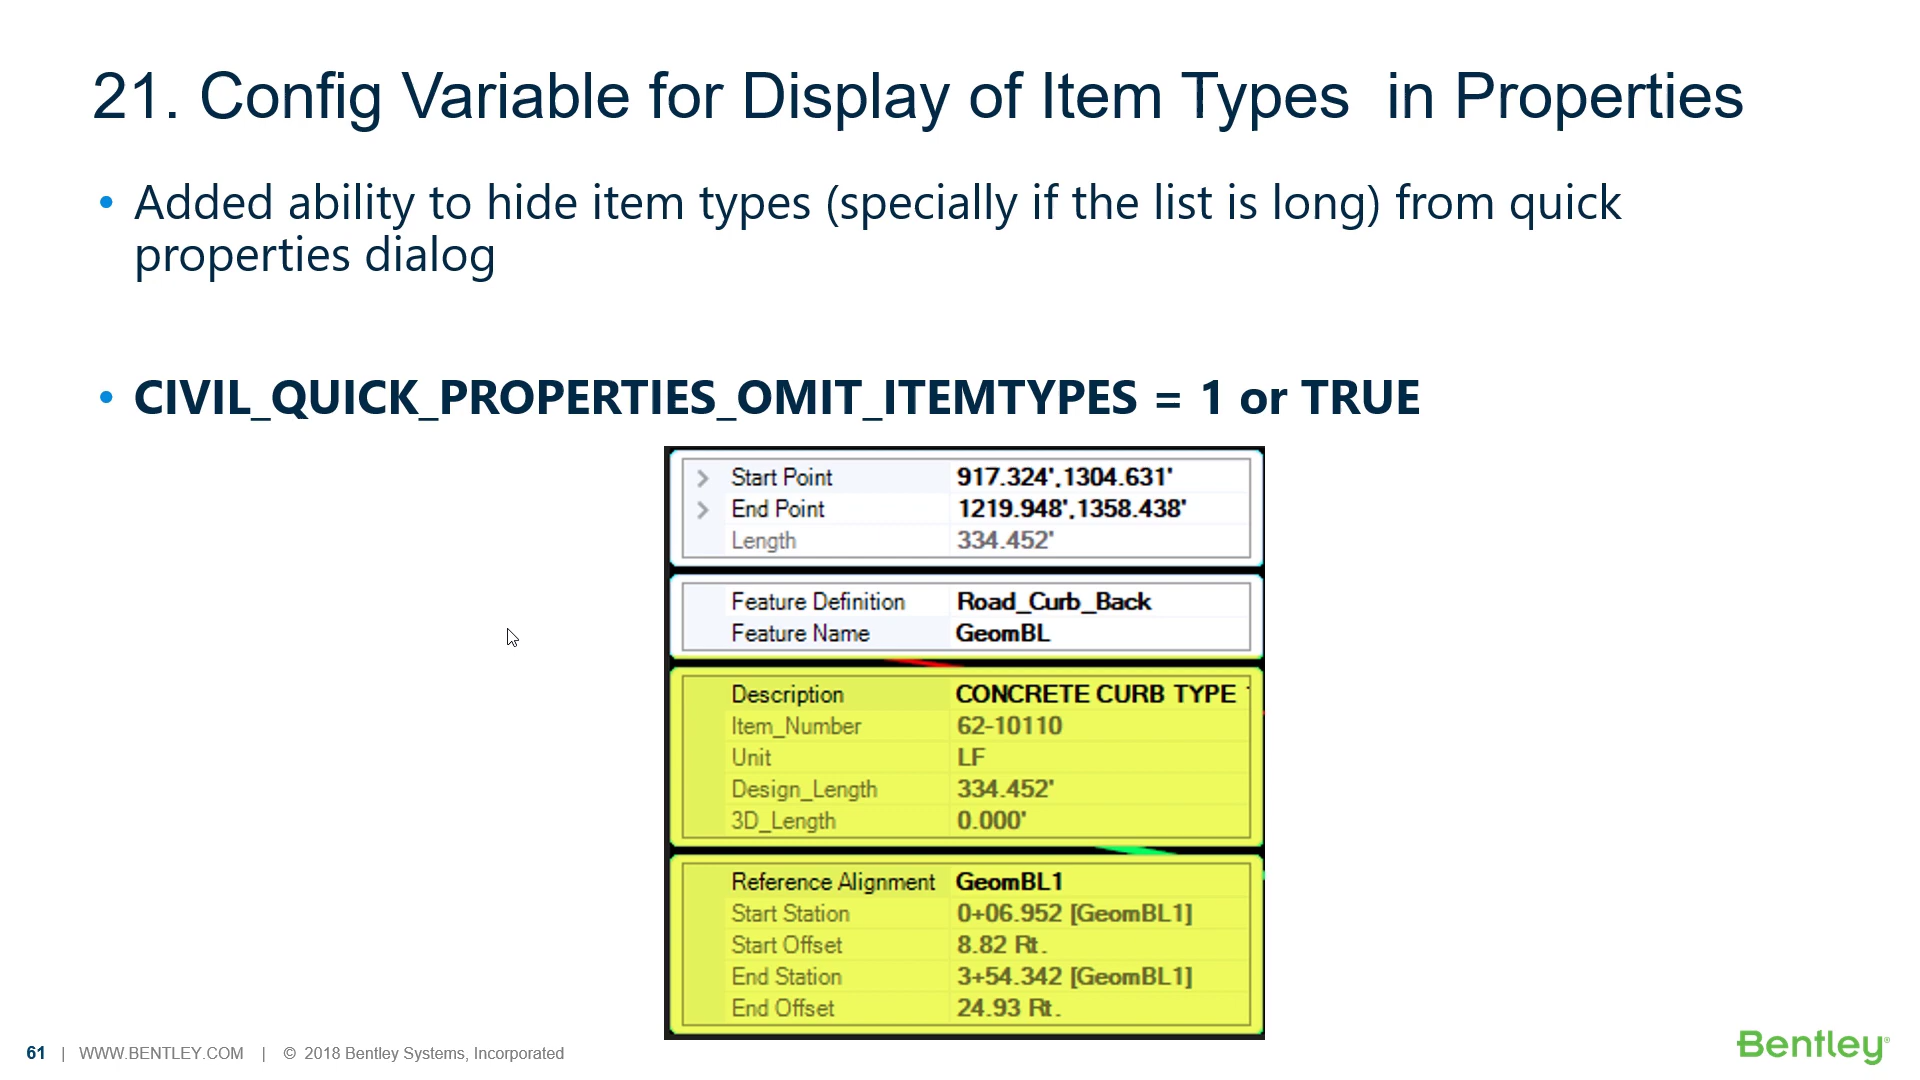 21. Config Variable for Display of Item Types  in Properties
• Added ability to hide item types (specially if the list is long) from quick
properties dialog
• CIVIL_QUICK_PROPERTIES_OMIT_ITEMTYPES = 1 or TRUE
Start Point 917.324',1304.631'
End Point 1219.948',1358.438'
Length 334.452'
Feature Definition Road_Curb_Back
Feature Name GeomBL
Description CONCRETE CURB TYPE
Item_Number 62-10110
Unit LF
Design_Length 334.452'
3D_Length 0.000'
Reference Alignment GeomBL1
Start Station 0+06.952 [GeomBL1]
Start Offset 8.82 Rt.
End Station 3+54.342 [GeomBL1]
End Offset 24.93 Rt.
61 | WWW.BENTLEY.COM | © 2018 Bentley Systems, Incorporated
Bentley®